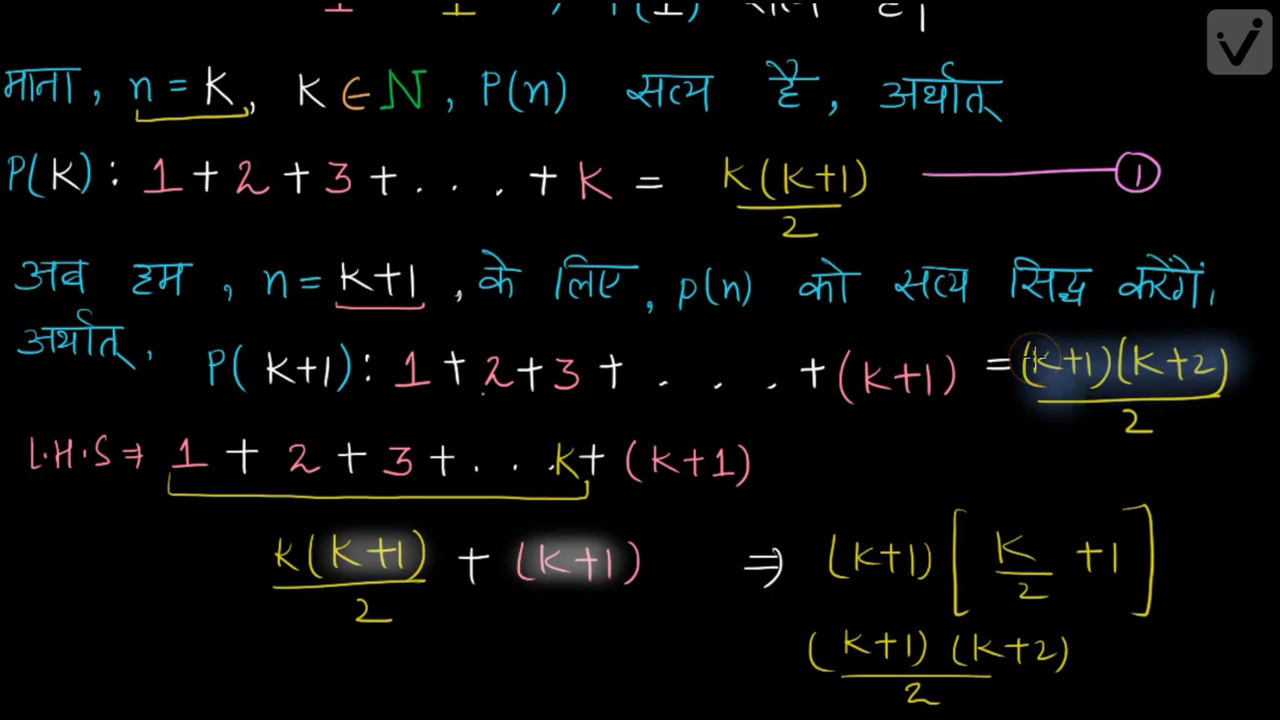 माना, n = K, K ∈ N, P(n) सत्य है, अर्थात्
P(K) : 1 + 2 + 3 + . . . + K = K(K+1)/2 ——— ①
अब हम, n = K+1, के लिए, p(n) को सत्य सिद्ध करेंगें।
अर्थात्, P(K+1) : 1 + 2 + 3 + . . . + (K+1) = (K+1)(K+2)/2
L.H.S ⇒ 1 + 2 + 3 + . . . K + (K+1)
K(K+1)/2 + (K+1) ⇒ (K+1)[K/2 + 1]
(K+1)(K+2)/2